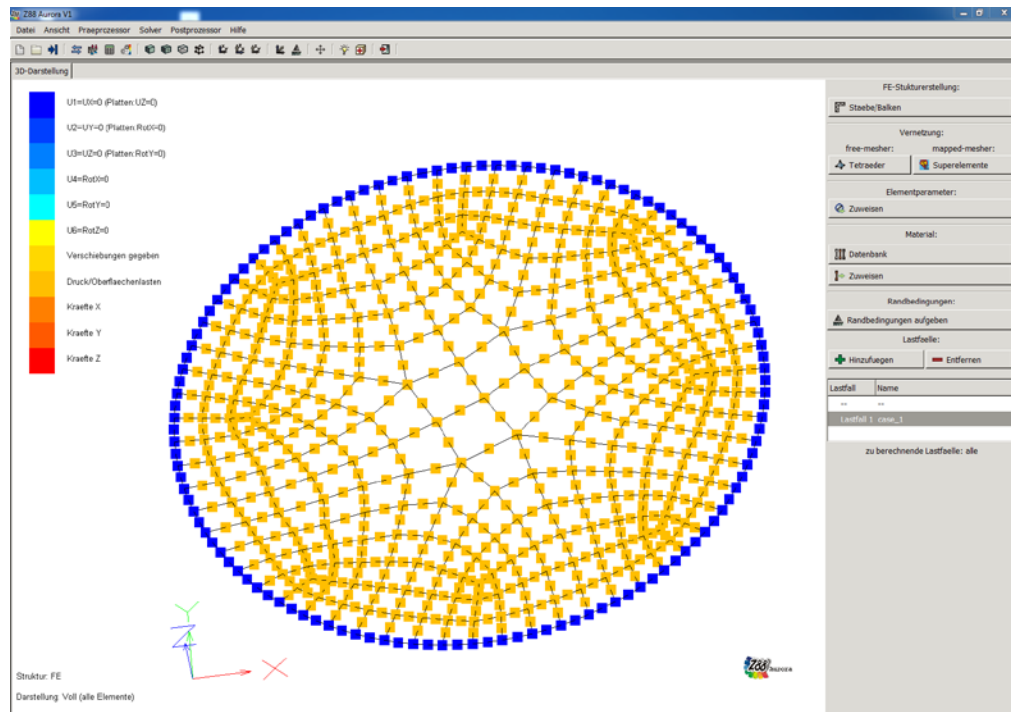 Z88 Aurora V1
Datei Ansicht Praeprozessor Solver Postprozessor Hilfe
3D-Darstellung
U1=UX=0 (Platten:UZ=0)
U2=UY=0 (Platten:RotX=0)
U3=UZ=0 (Platten:RotY=0)
U4=RotX=0
U5=RotY=0
U6=RotZ=0
Verschiebungen gegeben
Druck/Oberflaechenlasten
Kraefte X
Kraefte Y
Kraefte Z
Y
Z
X
Struktur: FE
Darstellung: Voll (alle Elemente)
Z88 Aurora
FE-Stukturerstellung:
Staebe/Balken
Vernetzung:
free-mesher: mapped-mesher:
Tetraeder Superelemente
Elementparameter:
Zuweisen
Material:
Datenbank
Zuweisen
Randbedingungen:
Randbedingungen aufgeben
Lastfaelle:
Hinzufuegen Entferren
Lastfall Name
-- --
Lastfall 1 case_1
zu berechnende Lastfaelle: alle